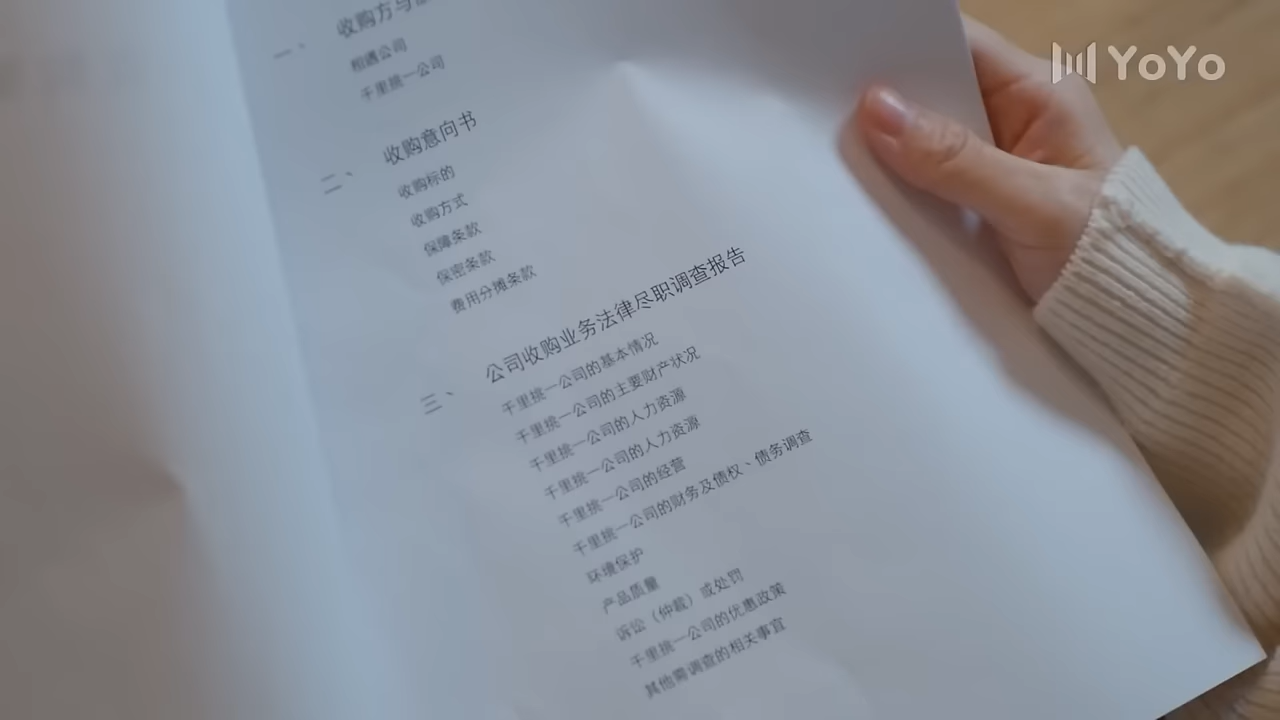 YoYo
一、 收购方与
相遇公司
千里挑一公司
二、 收购意向书
收购标的
收购方式
保障条款
保密条款
费用分摊条款
三、 公司收购业务法律尽职调查报告
千里挑一公司的基本情况
千里挑一公司的主要财产状况
千里挑一公司的人力资源
千里挑一公司的人力资源
千里挑一公司的经营
千里挑一公司的财务及债权、债务调查
环境保护
产品质量
诉讼（仲裁）或处罚
千里挑一公司的优惠政策
其他需调查的相关事宜